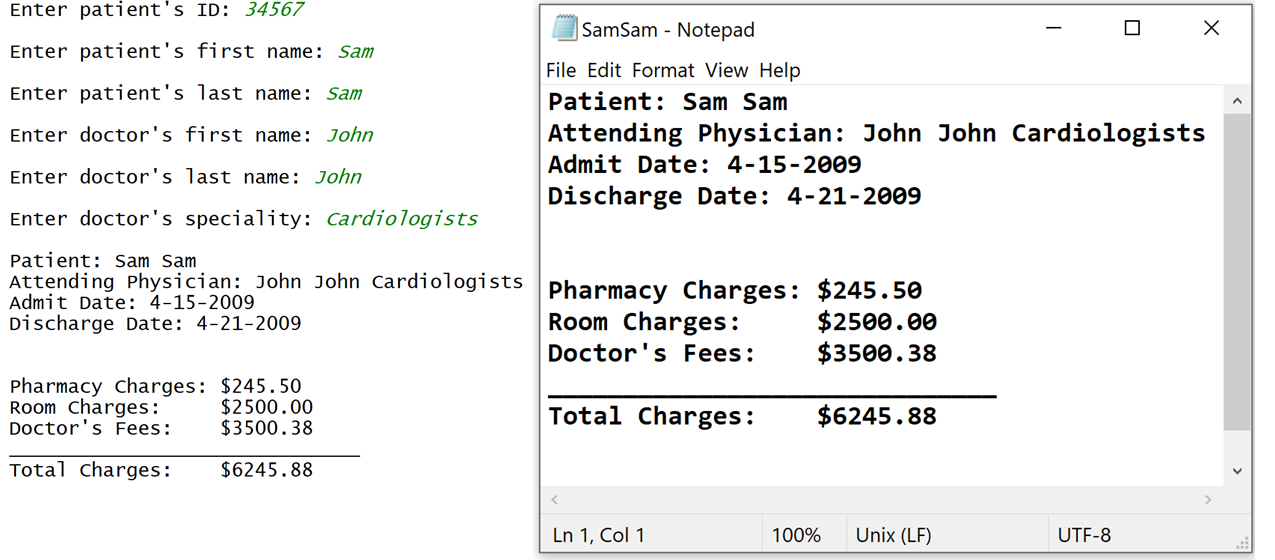 Enter patient's ID: 34567
Enter patient's first name: Sam
Enter patient's last name: Sam
Enter doctor's first name: John
Enter doctor's last name: John
Enter doctor's speciality: Cardiologists
Patient: Sam Sam
Attending Physician: John John Cardiologists
Admit Date: 4-15-2009
Discharge Date: 4-21-2009
Pharmacy Charges: $245.50
Room Charges: $2500.00
Doctor's Fees: $3500.38
Total Charges: $6245.88
SamSam - Notepad
File Edit Format View Help
Patient: Sam Sam
Attending Physician: John John Cardiologists
Admit Date: 4-15-2009
Discharge Date: 4-21-2009
Pharmacy Charges: $245.50
Room Charges: $2500.00
Doctor's Fees: $3500.38
Total Charges: $6245.88
Ln 1, Col 1 100% Unix (LF) UTF-8